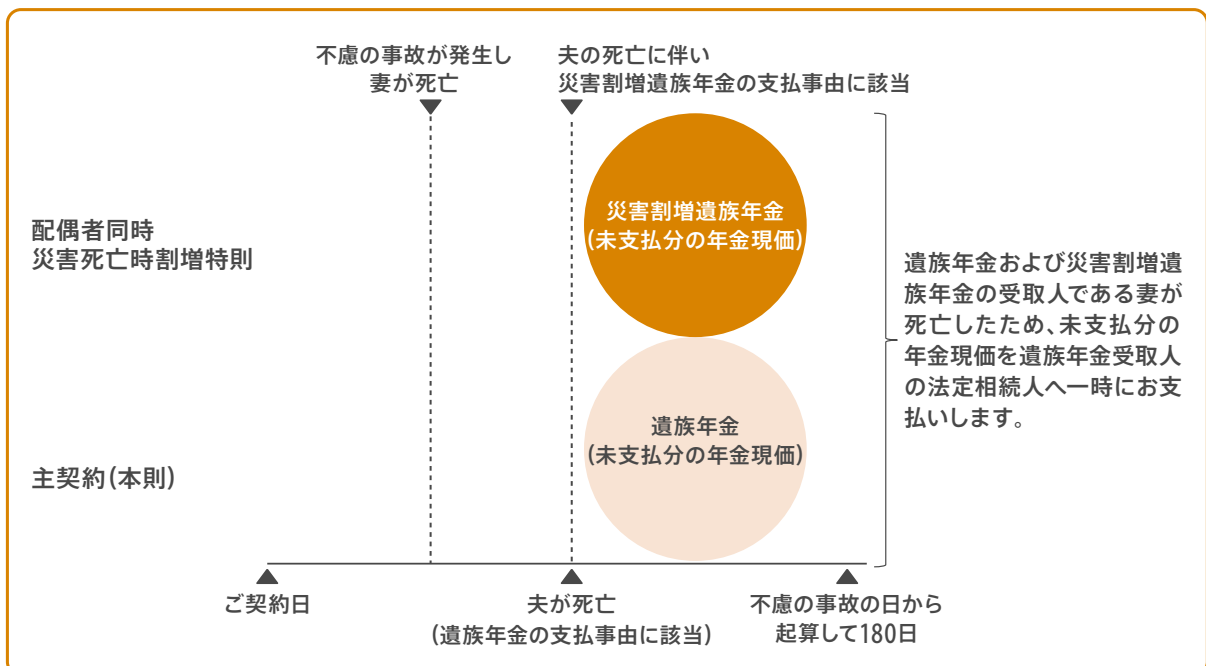 不慮の事故が発生し
妻が死亡
夫の死亡に伴い
災害割増遺族年金の支払事由に該当
配偶者同時
災害死亡時割増特則
災害割増遺族年金
(未支払分の年金現価)
遺族年金および災害割増遺
族年金の受取人である妻が
死亡したため、未支払分の
年金現価を遺族年金受取人
の法定相続人へ一時にお支
払いします。
主契約(本則)
遺族年金
(未支払分の年金現価)
ご契約日
夫が死亡
(遺族年金の支払事由に該当)
不慮の事故の日から
起算して180日